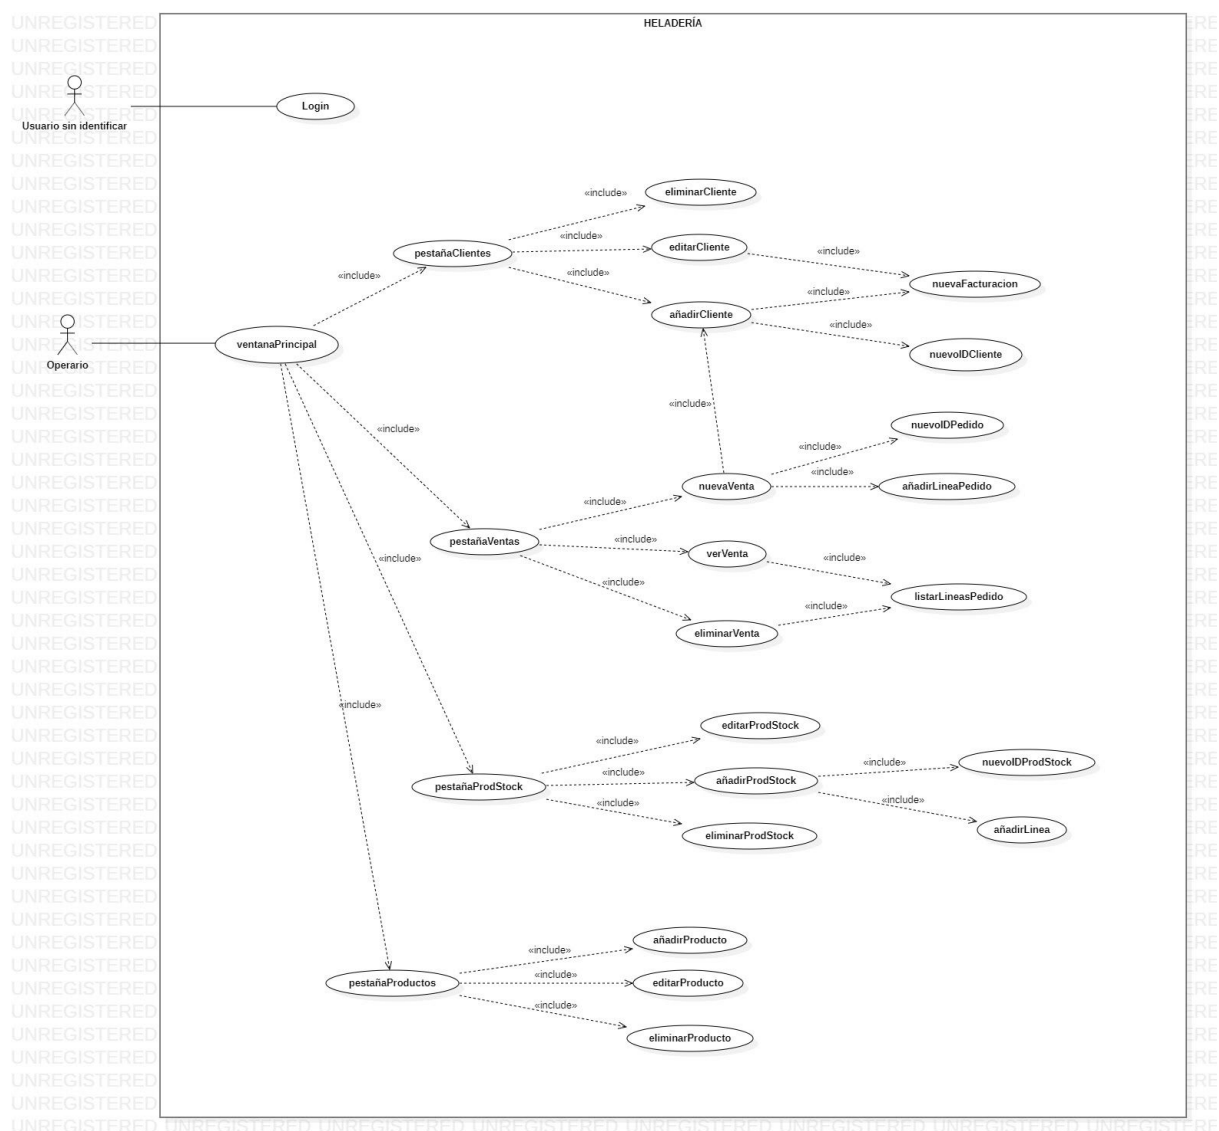 HELADERÍA
UNREGISTERED
Login
Usuario sin identificar
«include»
eliminarCliente
«include»
editarCliente
pestañaClientes
«include»
«include»
«include»
nuevaFacturacion
«include»
añadirCliente
«include»
ventanaPrincipal
nuevoIDCliente
Operario
«include»
nuevoIDPedido
«include»
«include»
nuevaVenta
«include»
añadirLineaPedido
«include»
pestañaVentas
«include»
verVenta
«include»
«include»
«include»
listarLineasPedido
«include»
eliminarVenta
«include»
editarProdStock
«include»
«include»
nuevoIDProdStock
«include»
añadirProdStock
pestañaProdStock
«include»
«include»
añadirLinea
eliminarProdStock
añadirProducto
«include»
«include»
pestañaProductos
editarProducto
«include»
eliminarProducto